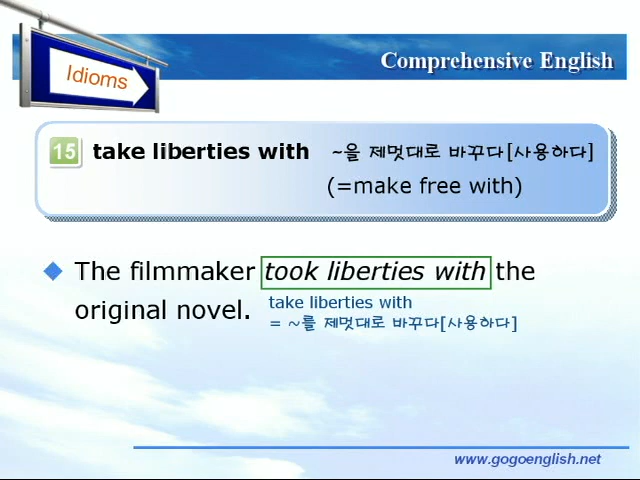 Idioms
Comprehensive English
15 take liberties with ~을 제멋대로 바꾸다[사용하다]
(=make free with)
The filmmaker took liberties with the
original novel.
take liberties with
= ~를 제멋대로 바꾸다[사용하다]
www.gogoenglish.net